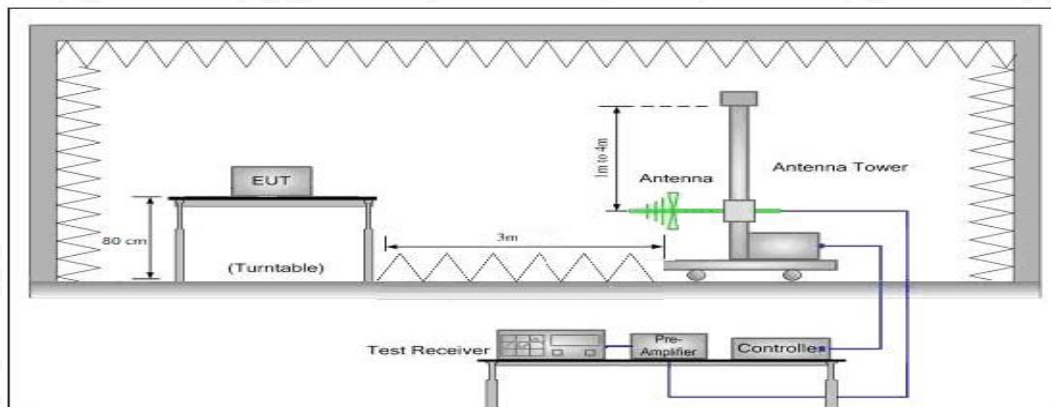 1m to 4m
Antenna
Antenna Tower
EUT
80 cm
3m
(Turntable)
Test Receiver
Pre-
Amplifier
Controller